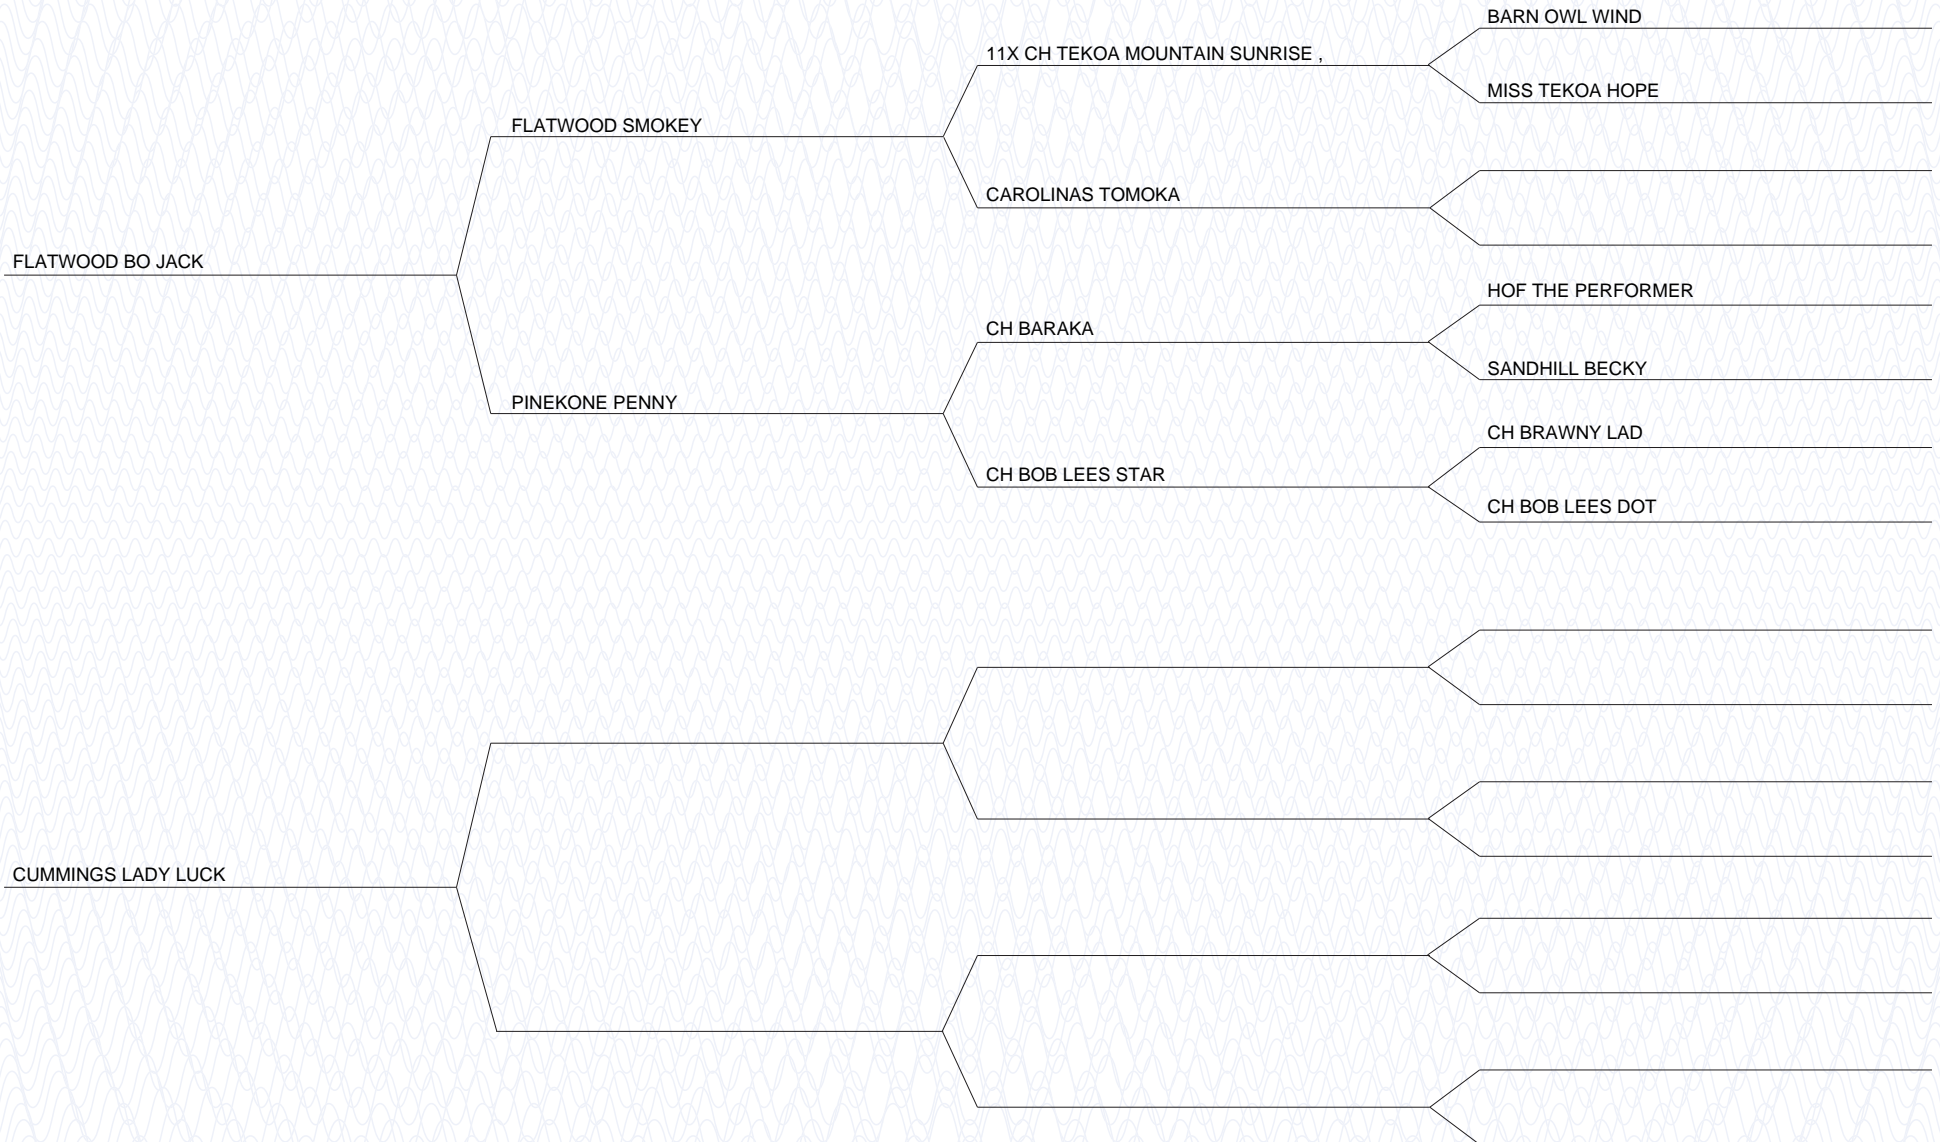 BARN OWL WIND
11X CH TEKOA MOUNTAIN SUNRISE ,
MISS TEKOA HOPE
FLATWOOD SMOKEY
CAROLINAS TOMOKA
FLATWOOD BO JACK
HOF THE PERFORMER
CH BARAKA
SANDHILL BECKY
PINEKONE PENNY
CH BRAWNY LAD
CH BOB LEES STAR
CH BOB LEES DOT
CUMMINGS LADY LUCK